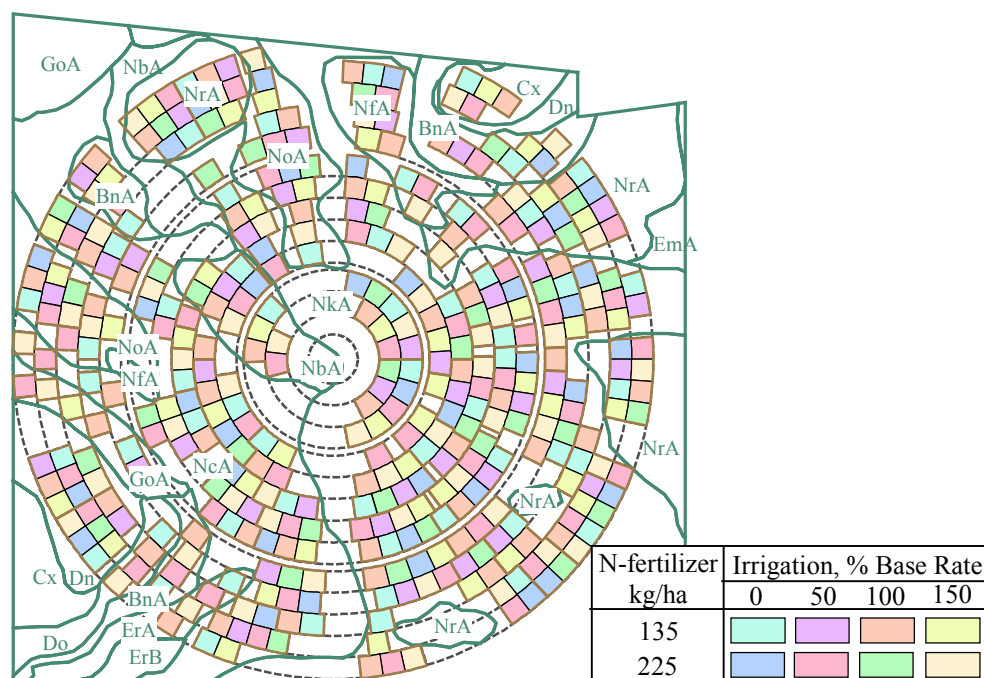 GoA
NbA
NrA
NfA
Cx
Dn
BnA
NoA
BnA
NrA
EmA
NkA
NoA
NbA
NfA
NrA
NcA
GoA
NrA
Cx
Dn
BnA
ErA
NrA
Do
ErB
N-fertilizer Irrigation, % Base Rate
kg/ha 0 50 100 150
135
225